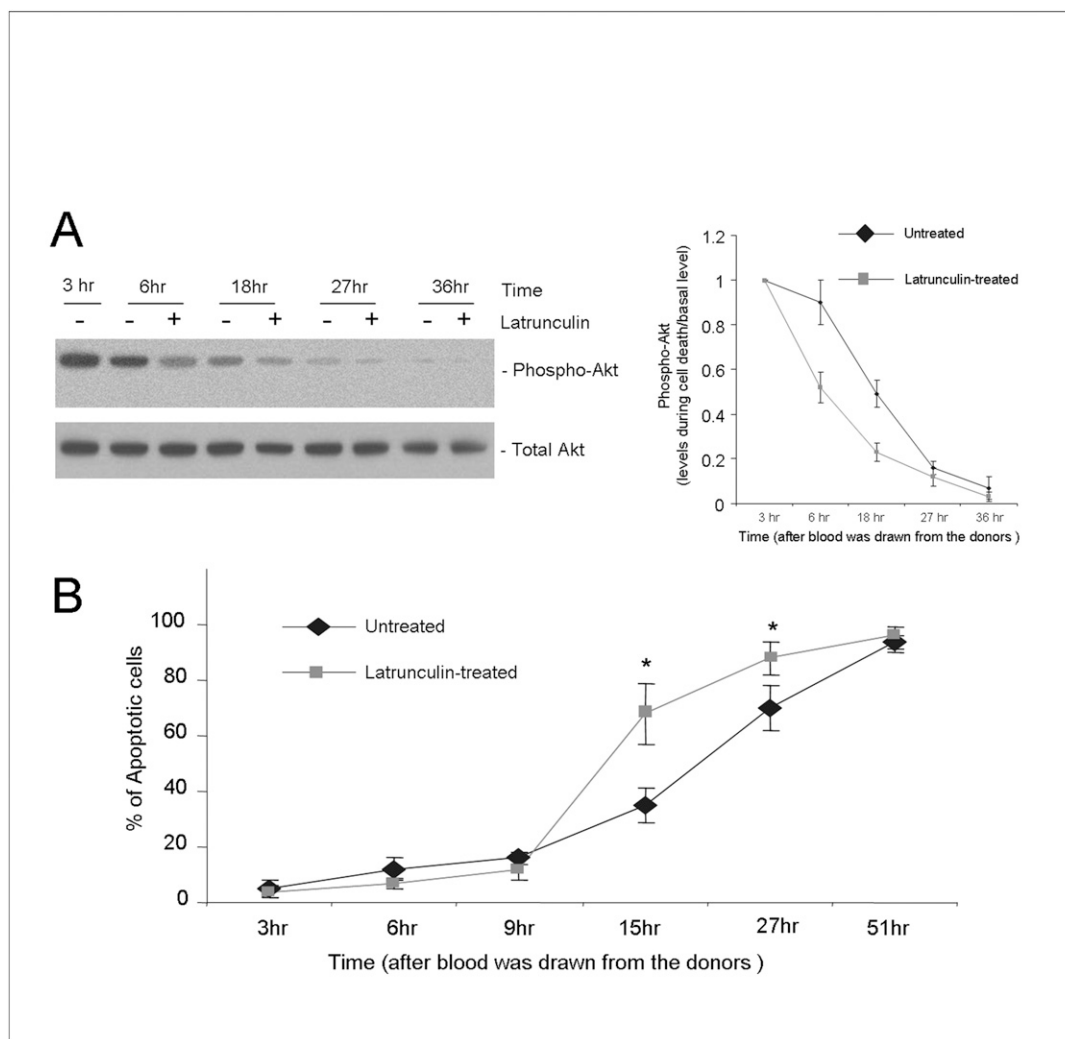 A
3 hr 6hr 18hr 27hr 36hr Time
- - + - + - + - + Latrunculin
- Phospho-Akt
- Total Akt
Untreated
Latrunculin-treated
1.2
1
0.8
0.6
0.4
0.2
0
Phospho-Akt
(levels during cell death/basal level)
3 hr 6 hr 18 hr 27 hr 36 hr
Time (after blood was drawn from the donors )
B
Untreated
Latrunculin-treated
* *
100
80
60
40
20
0
% of Apoptotic cells
3hr 6hr 9hr 15hr 27hr 51hr
Time (after blood was drawn from the donors )